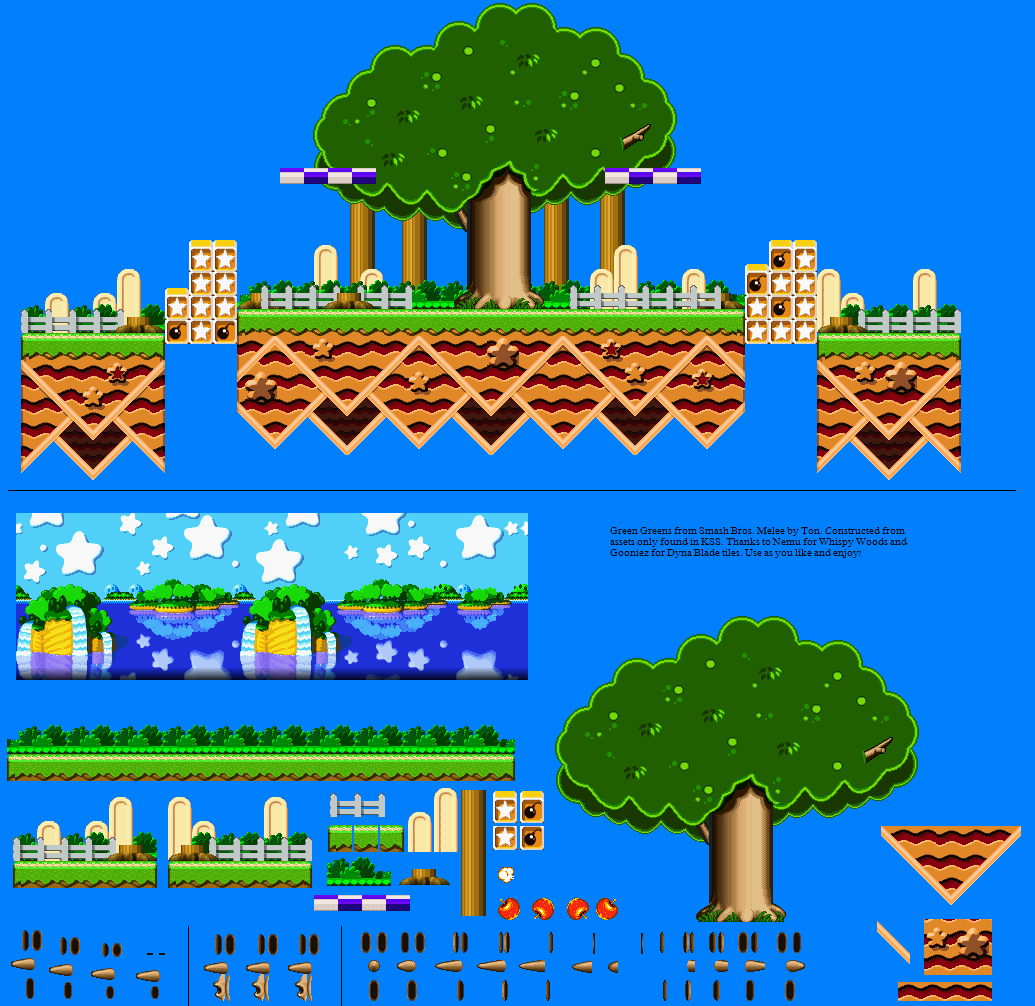 Green Greens from Smash Bros. Melee by Ton. Constructed from
assets only found in KSS. Thanks to Nemu for Whispy Woods and
Gooniez for Dyna Blade tiles. Use as you like and enjoy!